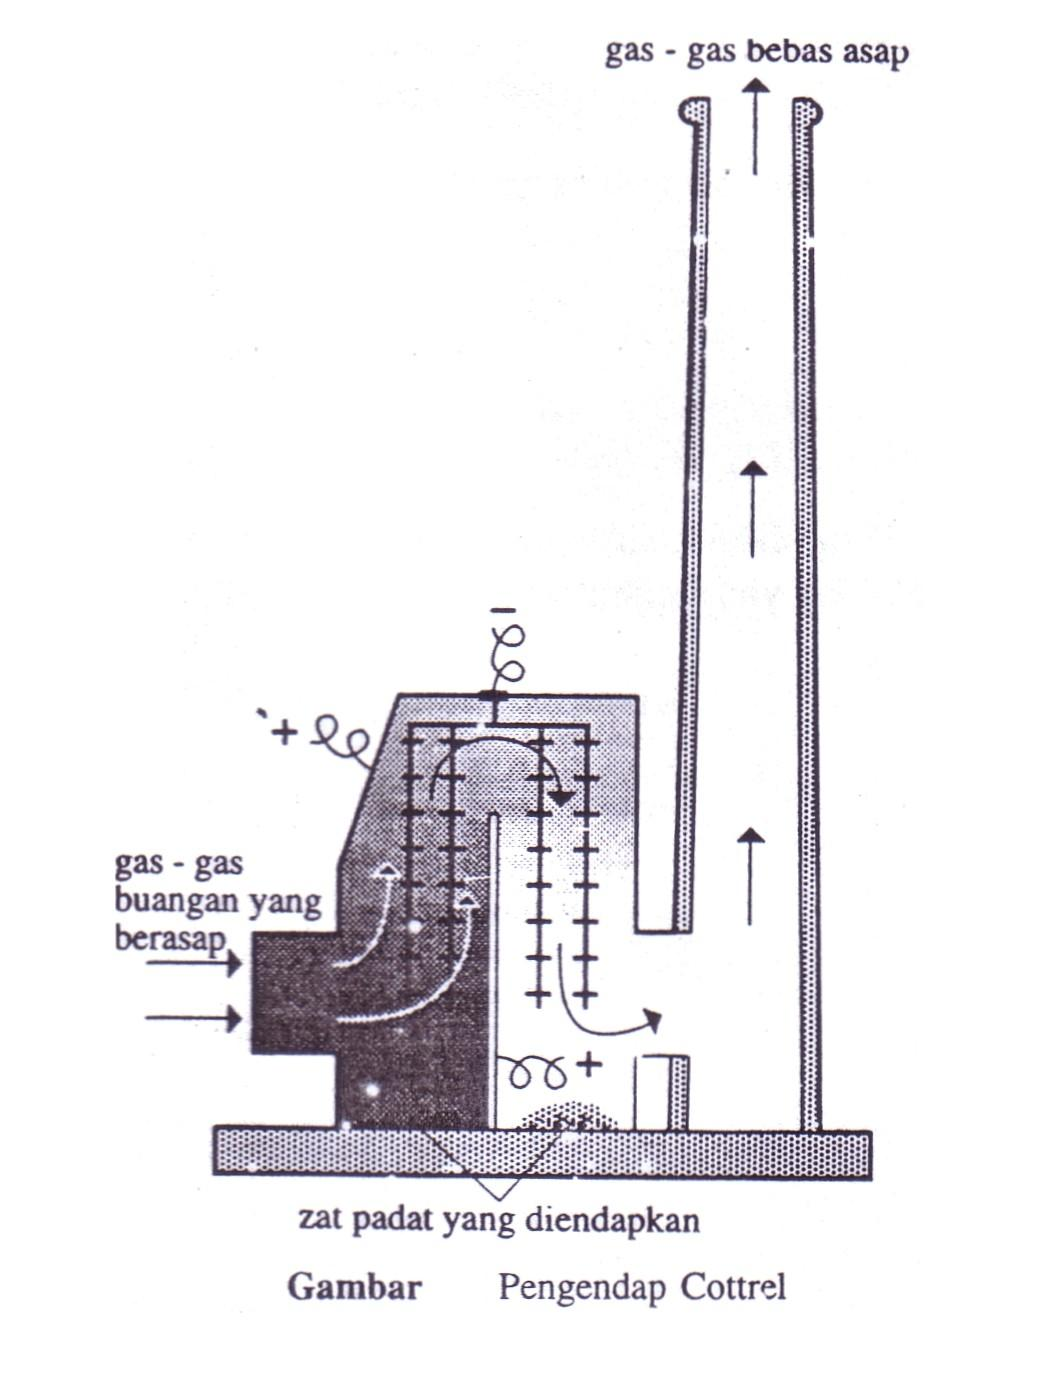 gas - gas bebas asap
−
+
gas - gas
buangan yang
berasap
+
zat padat yang diendapkan
Gambar Pengendap Cottrel